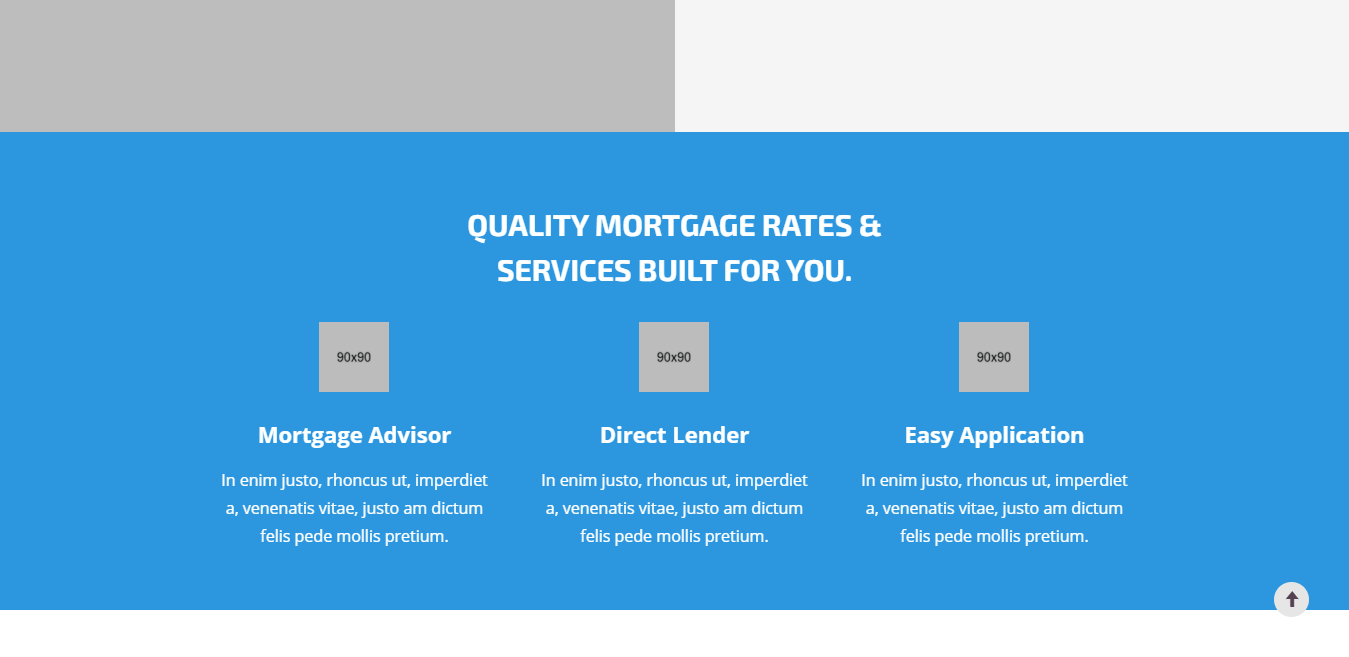 QUALITY MORTGAGE RATES &
SERVICES BUILT FOR YOU.
90x90
90x90
90x90
Mortgage Advisor
Direct Lender
Easy Application
In enim justo, rhoncus ut, imperdiet
a, venenatis vitae, justo am dictum
felis pede mollis pretium.
In enim justo, rhoncus ut, imperdiet
a, venenatis vitae, justo am dictum
felis pede mollis pretium.
In enim justo, rhoncus ut, imperdiet
a, venenatis vitae, justo am dictum
felis pede mollis pretium.